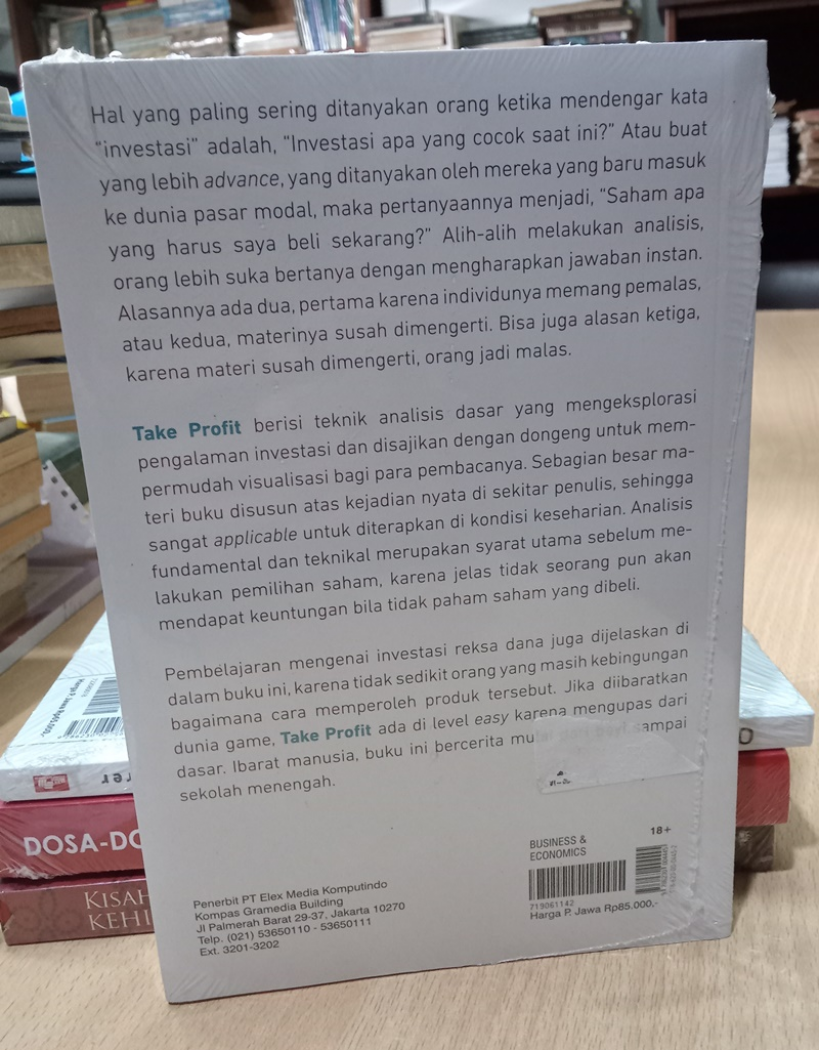 Hal yang paling sering ditanyakan orang ketika mendengar kata
"investasi" adalah, "Investasi apa yang cocok saat ini?" Atau buat
yang lebih advance, yang ditanyakan oleh mereka yang baru masuk
ke dunia pasar modal, maka pertanyaannya menjadi, "Saham apa
yang harus saya beli sekarang?" Alih-alih melakukan analisis,
orang lebih suka bertanya dengan mengharapkan jawaban instan.
Alasannya ada dua, pertama karena individunya memang pemalas,
atau kedua, materinya susah dimengerti. Bisa juga alasan ketiga,
karena materi susah dimengerti, orang jadi malas.
Take Profit berisi teknik analisis dasar yang mengeksplorasi
pengalaman investasi dan disajikan dengan dongeng untuk mem-
permudah visualisasi bagi para pembacanya. Sebagian besar ma-
teri buku disusun atas kejadian nyata di sekitar penulis, sehingga
sangat applicable untuk diterapkan di kondisi keseharian. Analisis
fundamental dan teknikal merupakan syarat utama sebelum me-
lakukan pemilihan saham, karena jelas tidak seorang pun akan
mendapat keuntungan bila tidak paham saham yang dibeli.
Pembelajaran mengenai investasi reksa dana juga dijelaskan di
dalam buku ini, karena tidak sedikit orang yang masih kebingungan
bagaimana cara memperoleh produk tersebut. Jika diibaratkan
dunia game, Take Profit ada di level easy karena mengupas dari
dasar. Ibarat manusia, buku ini bercerita mulai dari bayi sampai
sekolah menengah.
Penerbit PT Elex Media Komputindo
Kompas Gramedia Building
Jl Palmerah Barat 29-37, Jakarta 10270
Telp. (021) 53650110 - 53650111
Ext. 3201-3202
BUSINESS &
ECONOMICS
18+
719061142
Harga P. Jawa Rp85.000,-
DOSA-DO
KISAH
KEHI